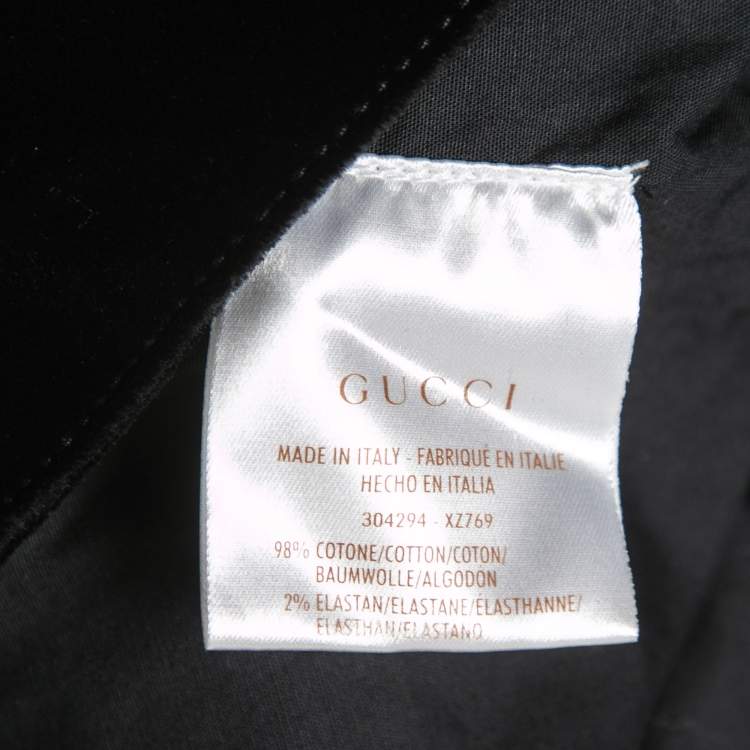 GUCCI
MADE IN ITALY - FABRIQUÉ EN ITALIE
HECHO EN ITALIA
304294 - XZ769
98% COTONE/COTTON/COTON/
BAUMWOLLE/ALGODÓN
2% ELASTAN/ELASTANE/ÉLASTHANNE/
ELASTHAN/ELASTANO